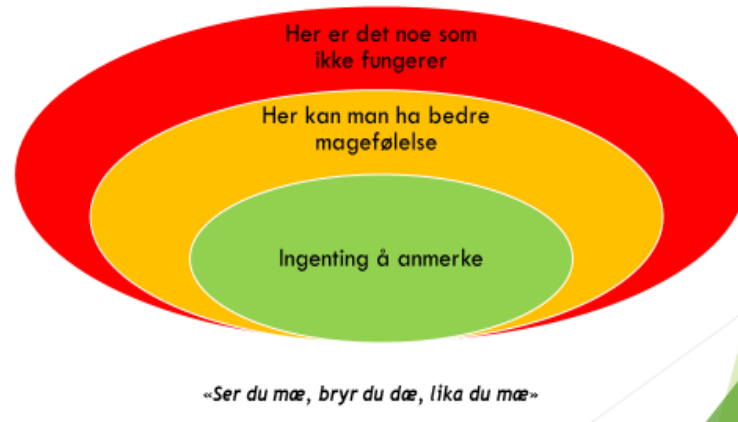 Her er det noe som
ikke fungerer
Her kan man ha bedre
magefølelse
Ingenting å anmerke
«Ser du mæ, bryr du dæ, lika du mæ»